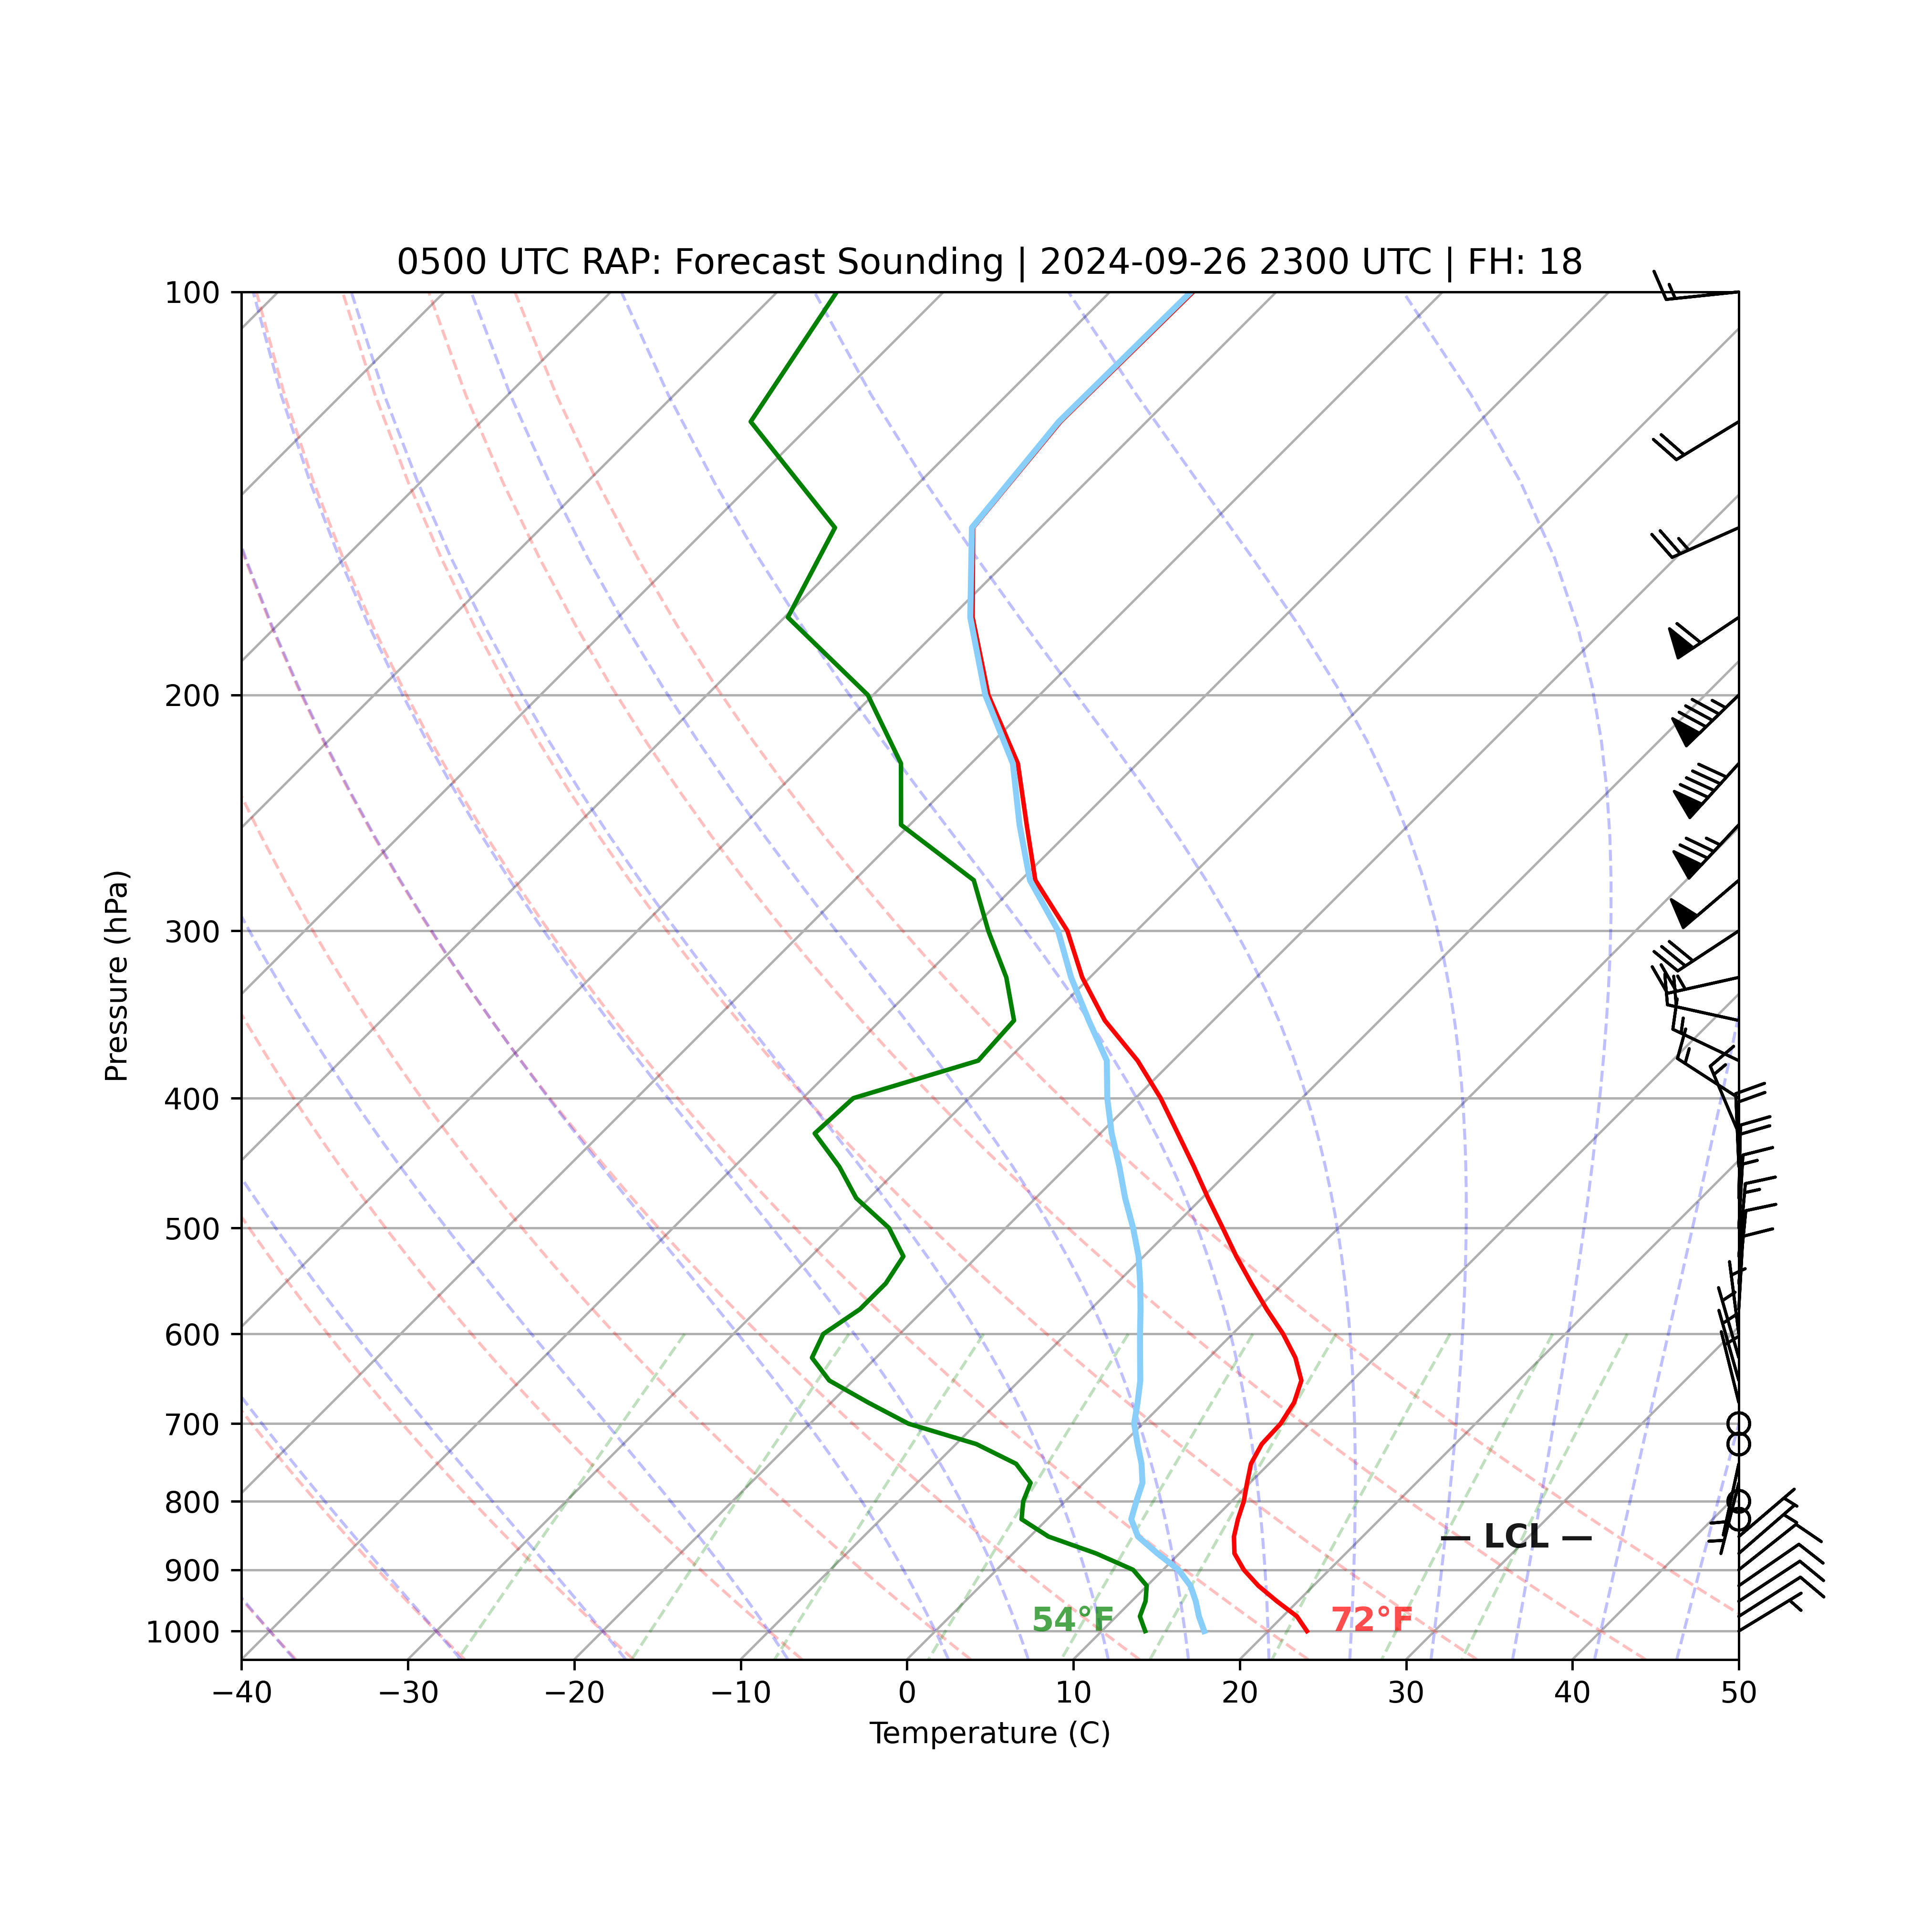 0500 UTC RAP: Forecast Sounding | 2024-09-26 2300 UTC | FH: 18
100
200
300
400
500
600
700
800
900
1000
Pressure (hPa)
— LCL —
54°F
72°F
−40 −30 −20 −10 0 10 20 30 40 50
Temperature (C)